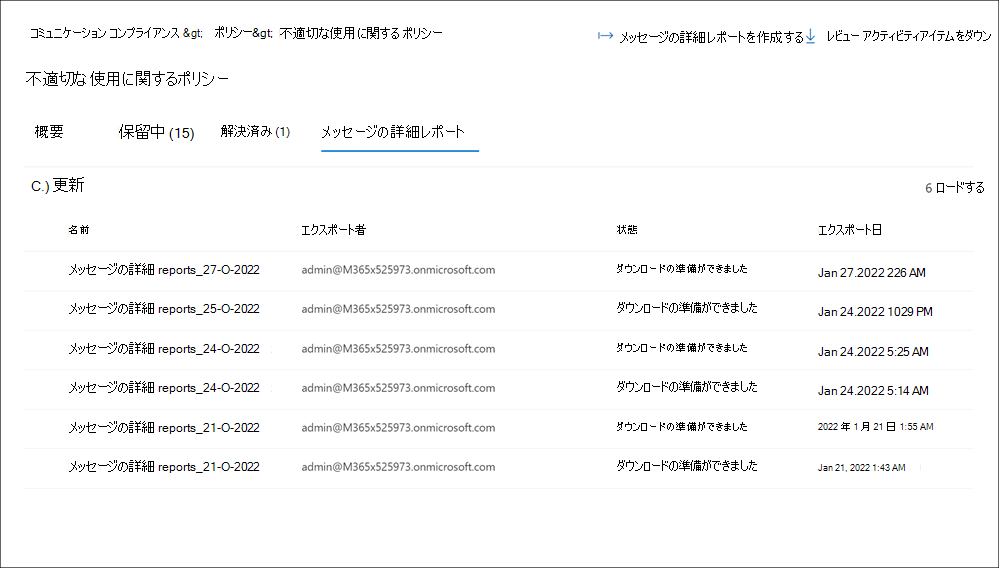 コミュニケーション コンプライアンス &gt; ポリシー&gt; 不適切な使用に関するポリシー
メッセージの詳細レポートを作成する レビュー アクティビティアイテムをダウン
不適切な使用に関するポリシー
概要 保留中 (15) 解決済み (1) メッセージの詳細レポート
C.) 更新 6 ロードする
名前 エクスポート者 状態 エクスポート日
メッセージの詳細 reports_27-O-2022 admin@M365x525973.onmicrosoft.com ダウンロードの準備ができました Jan 27.2022 226 AM
メッセージの詳細 reports_25-O-2022 admin@M365x525973.onmicrosoft.com ダウンロードの準備ができました Jan 24.2022 1029 PM
メッセージの詳細 reports_24-O-2022 admin@M365x525973.onmicrosoft.com ダウンロードの準備ができました Jan 24.2022 5:25 AM
メッセージの詳細 reports_24-O-2022 admin@M365x525973.onmicrosoft.com ダウンロードの準備ができました Jan 24.2022 5:14 AM
メッセージの詳細 reports_21-O-2022 admin@M365x525973.onmicrosoft.com ダウンロードの準備ができました 2022 年 1 月 21 日 1:55 AM
メッセージの詳細 reports_21-O-2022 admin@M365x525973.onmicrosoft.com ダウンロードの準備ができました Jan 21, 2022 1:43 AM